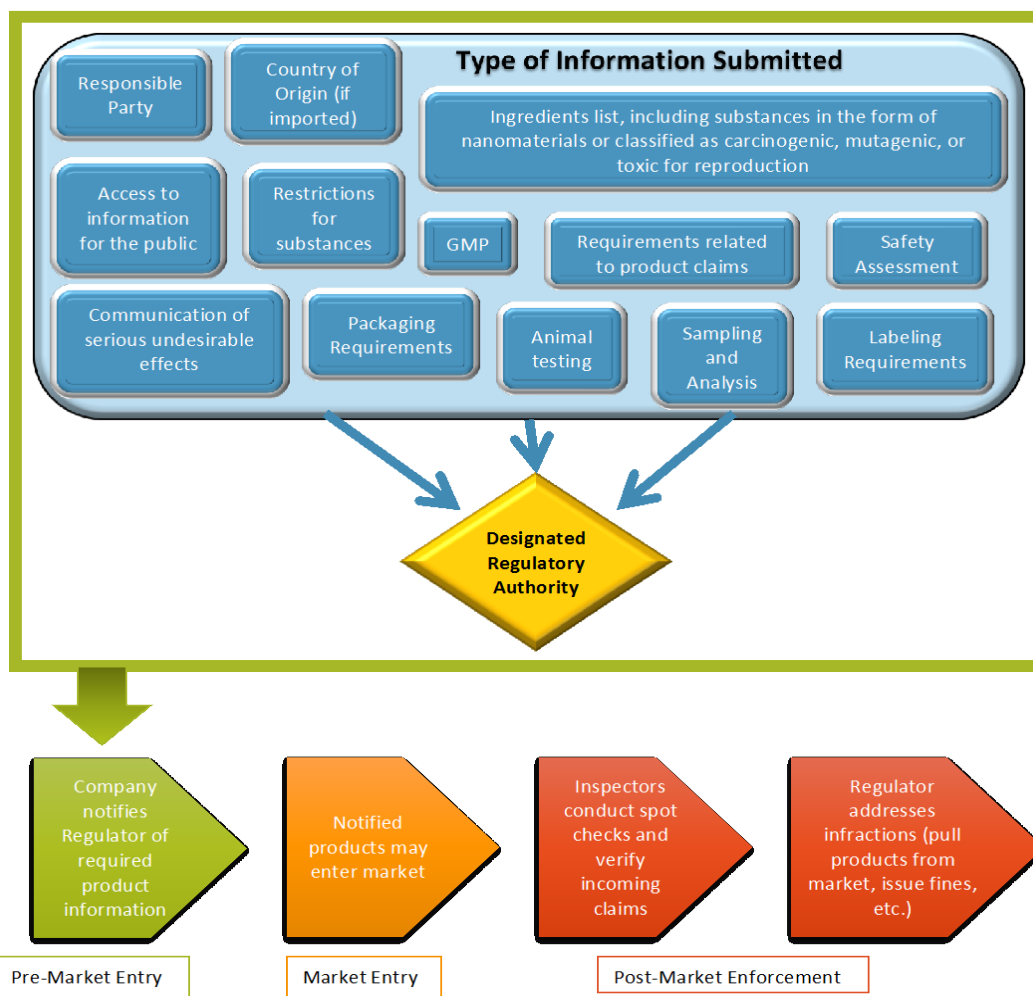 Type of Information Submitted
Responsible
Party
Country of
Origin (if
imported)
Ingredients list, including substances in the form of
nanomaterials or classified as carcinogenic, mutagenic, or
toxic for reproduction
Access to
information
for the public
Restrictions
for
substances
GMP
Requirements related
to product claims
Safety
Assessment
Communication of
serious undesirable
effects
Packaging
Requirements
Animal
testing
Sampling
and
Analysis
Labeling
Requirements
Designated
Regulatory
Authority
Company
notifies
Regulator of
required
product
information
Notified
products may
enter market
Inspectors
conduct spot
checks and
verify
incoming
claims
Regulator
addresses
infractions (pull
products from
market, issue fines,
etc.)
Pre-Market Entry
Market Entry
Post-Market Enforcement